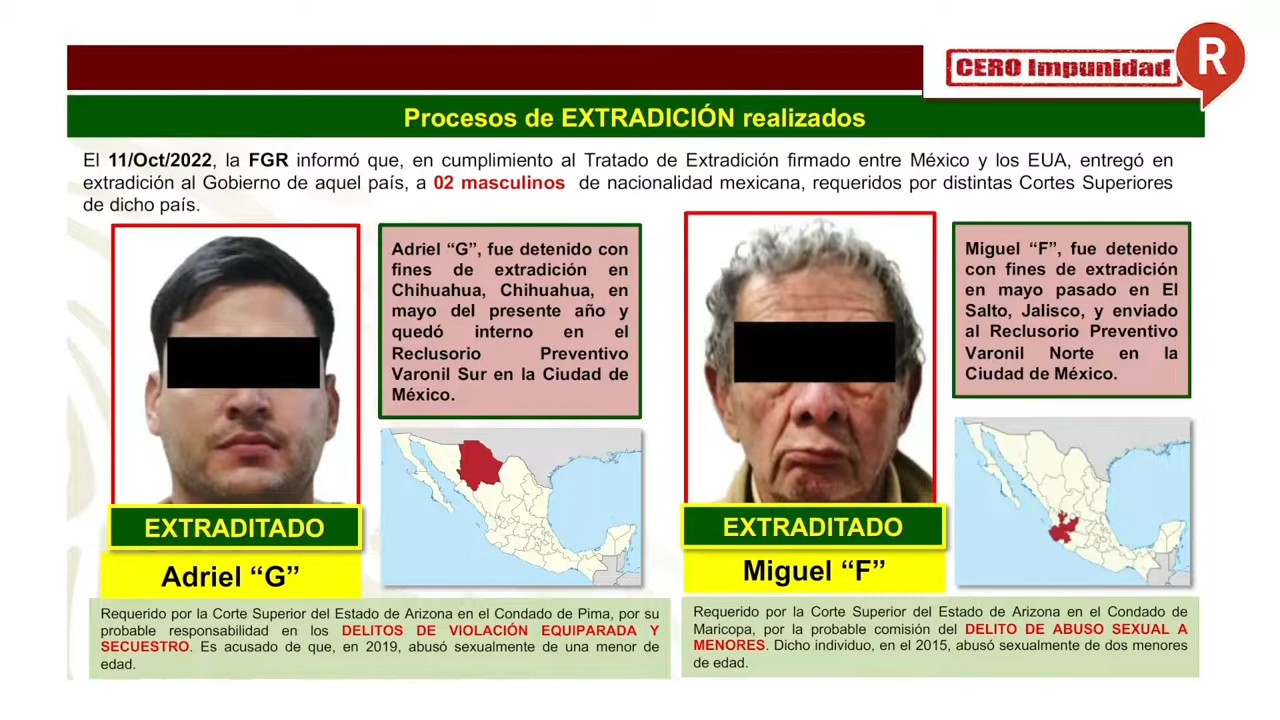 CERO Impunidad
R
Procesos de EXTRADICIÓN realizados
El 11/Oct/2022, la FGR informó que, en cumplimiento al Tratado de Extradición firmado entre México y los EUA, entregó en
extradición al Gobierno de aquel país, a 02 masculinos de nacionalidad mexicana, requeridos por distintas Cortes Superiores
de dicho país.
Adriel “G”, fue detenido con
fines de extradición en
Chihuahua, Chihuahua, en
mayo del presente año y
quedó interno en el
Reclusorio Preventivo
Varonil Sur en la Ciudad de
México.
EXTRADITADO
Adriel “G”
Requerido por la Corte Superior del Estado de Arizona en el Condado de Pima, por su
probable responsabilidad en los DELITOS DE VIOLACIÓN EQUIPARADA Y
SECUESTRO. Es acusado de que, en 2019, abusó sexualmente de una menor de
edad.
Miguel “F”, fue detenido
con fines de extradición
en mayo pasado en El
Salto, Jalisco, y enviado
al Reclusorio Preventivo
Varonil Norte en la
Ciudad de México.
EXTRADITADO
Miguel “F”
Requerido por la Corte Superior del Estado de Arizona en el Condado de
Maricopa, por la probable comisión del DELITO DE ABUSO SEXUAL A
MENORES. Dicho individuo, en el 2015, abusó sexualmente de dos menores
de edad.